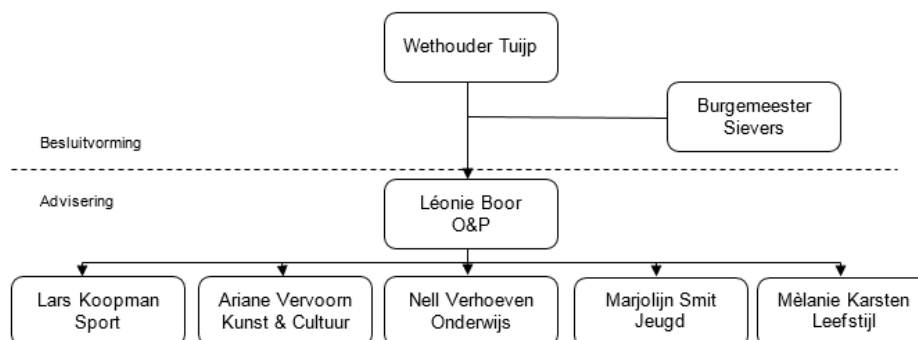 Wethouder Tuijp
Burgemeester
Sievers
Besluitvorming
Advisering
Léonie Boor
O&P
Lars Koopman
Sport
Ariane Vervoorn
Kunst & Cultuur
Nell Verhoeven
Onderwijs
Marjolijn Smit
Jeugd
Mèlanie Karsten
Leefstijl